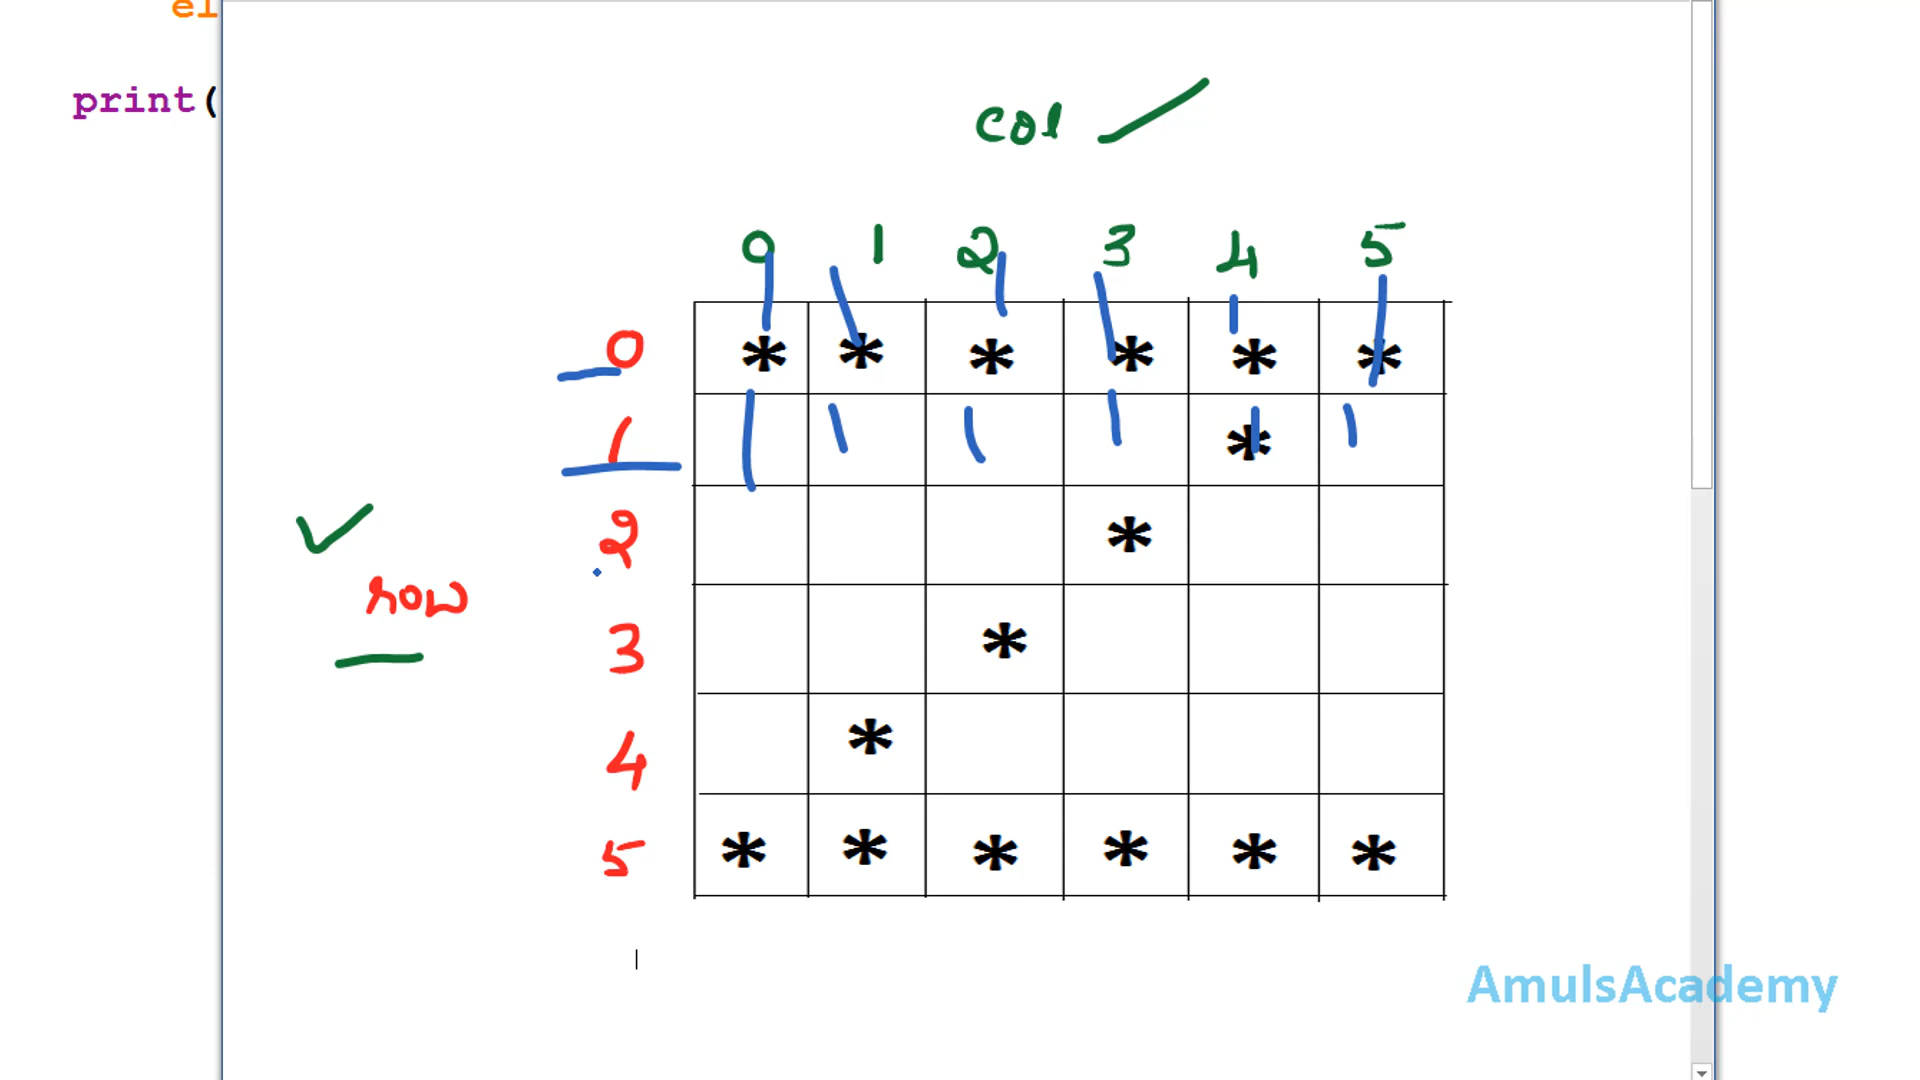 el
print(
col
0 1 2 3 4 5
0 * * * * * *
1 *
2 *
row
3 *
4 *
5 * * * * * *
AmulsAcademy